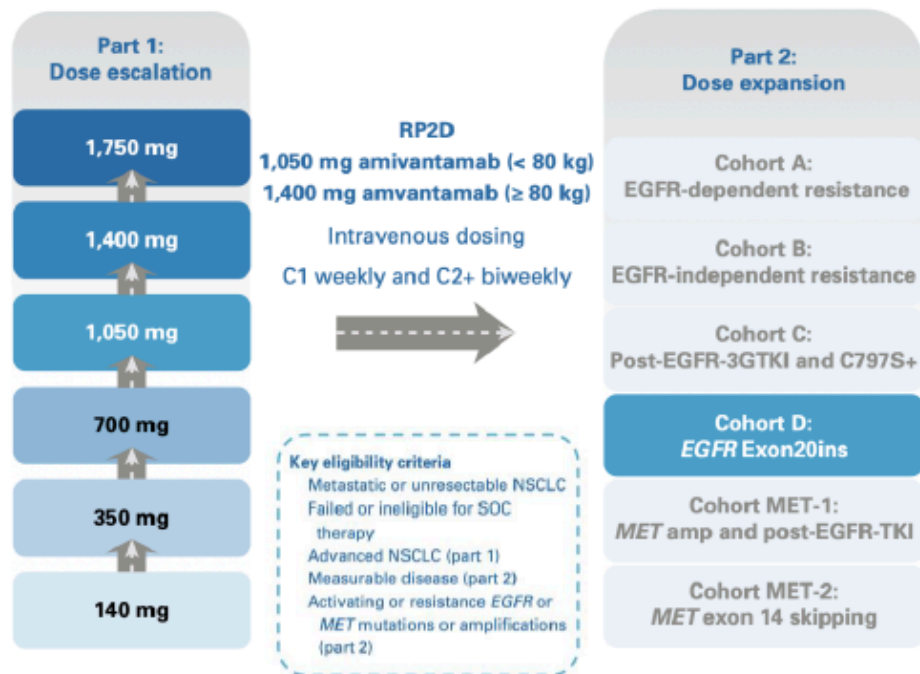 Part 1:
Dose escalation
1,750 mg
1,400 mg
1,050 mg
700 mg
350 mg
140 mg
RP2D
1,050 mg amivantamab (< 80 kg)
1,400 mg amvantamab (≥ 80 kg)
Intravenous dosing
C1 weekly and C2+ biweekly
Key eligibility criteria
Metastatic or unresectable NSCLC
Failed or ineligible for SOC
therapy
Advanced NSCLC (part 1)
Measurable disease (part 2)
Activating or resistance EGFR or
MET mutations or amplifications
(part 2)
Part 2:
Dose expansion
Cohort A:
EGFR-dependent resistance
Cohort B:
EGFR-independent resistance
Cohort C:
Post-EGFR-3GTKI and C797S+
Cohort D:
EGFR Exon20ins
Cohort MET-1:
MET amp and post-EGFR-TKI
Cohort MET-2:
MET exon 14 skipping